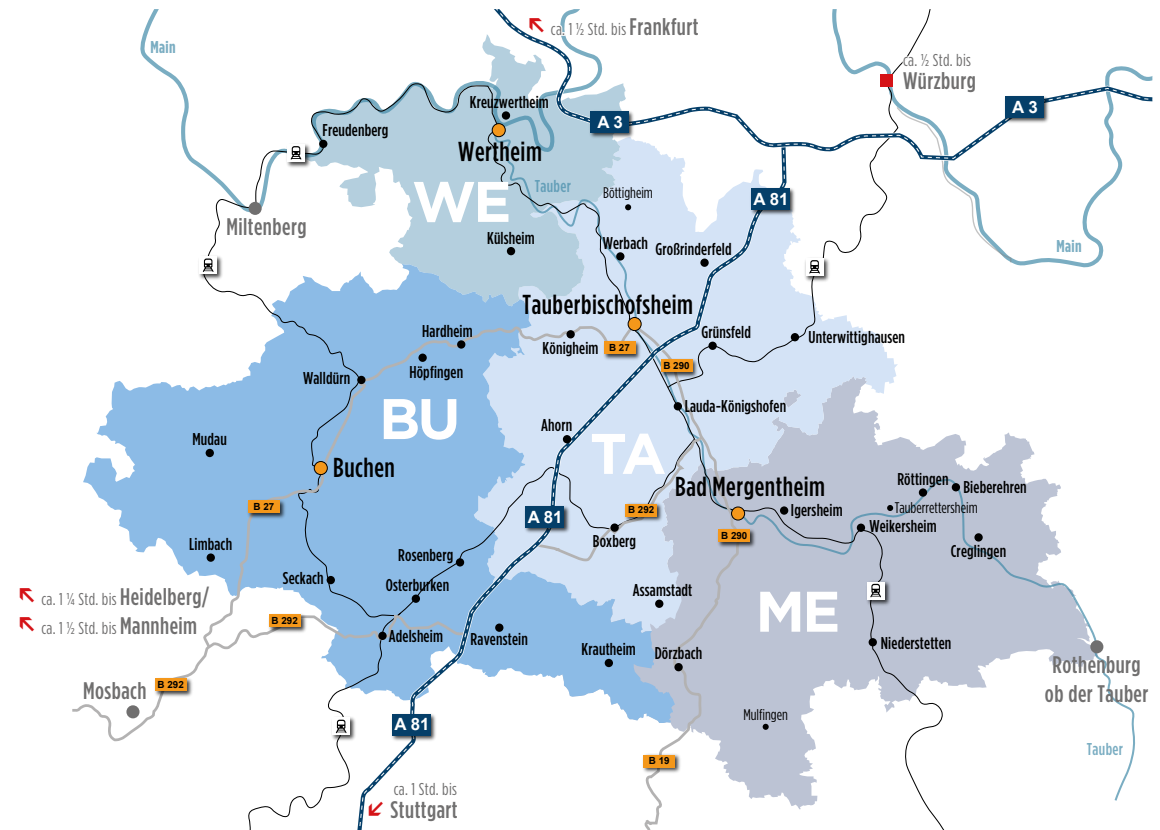 ca. 1 ½ Std. bis Frankfurt
Main
ca. ½ Std. bis
Würzburg
Kreuzwertheim
A 3
A 3
Freudenberg
Wertheim
Tauber
Böttigheim
A 81
WE
Miltenberg
Külsheim
Werbach
Großrinderfeld
Main
Tauberbischofsheim
Hardheim
Königheim
B 27
Grünsfeld
Unterwittighausen
Höpfingen
B 290
Walldürn
Lauda-Königshofen
BU
Ahorn
Mudau
TA
Buchen
Bad Mergentheim
Röttingen
Bieberehren
B 27
A 81
B 292
Igersheim
Tauberrettersheim
Weikersheim
B 290
Boxberg
Limbach
Creglingen
Rosenberg
Seckach
Osterburken
Assamstadt
ME
ca. 1 ¼ Std. bis Heidelberg/
ca. 1 ½ Std. bis Mannheim
B 292
Adelsheim
Ravenstein
Krautheim
Dörzbach
Niederstetten
Rothenburg
ob der Tauber
Mosbach
B 292
Mulfingen
A 81
Tauber
B 19
ca. 1 Std. bis
Stuttgart